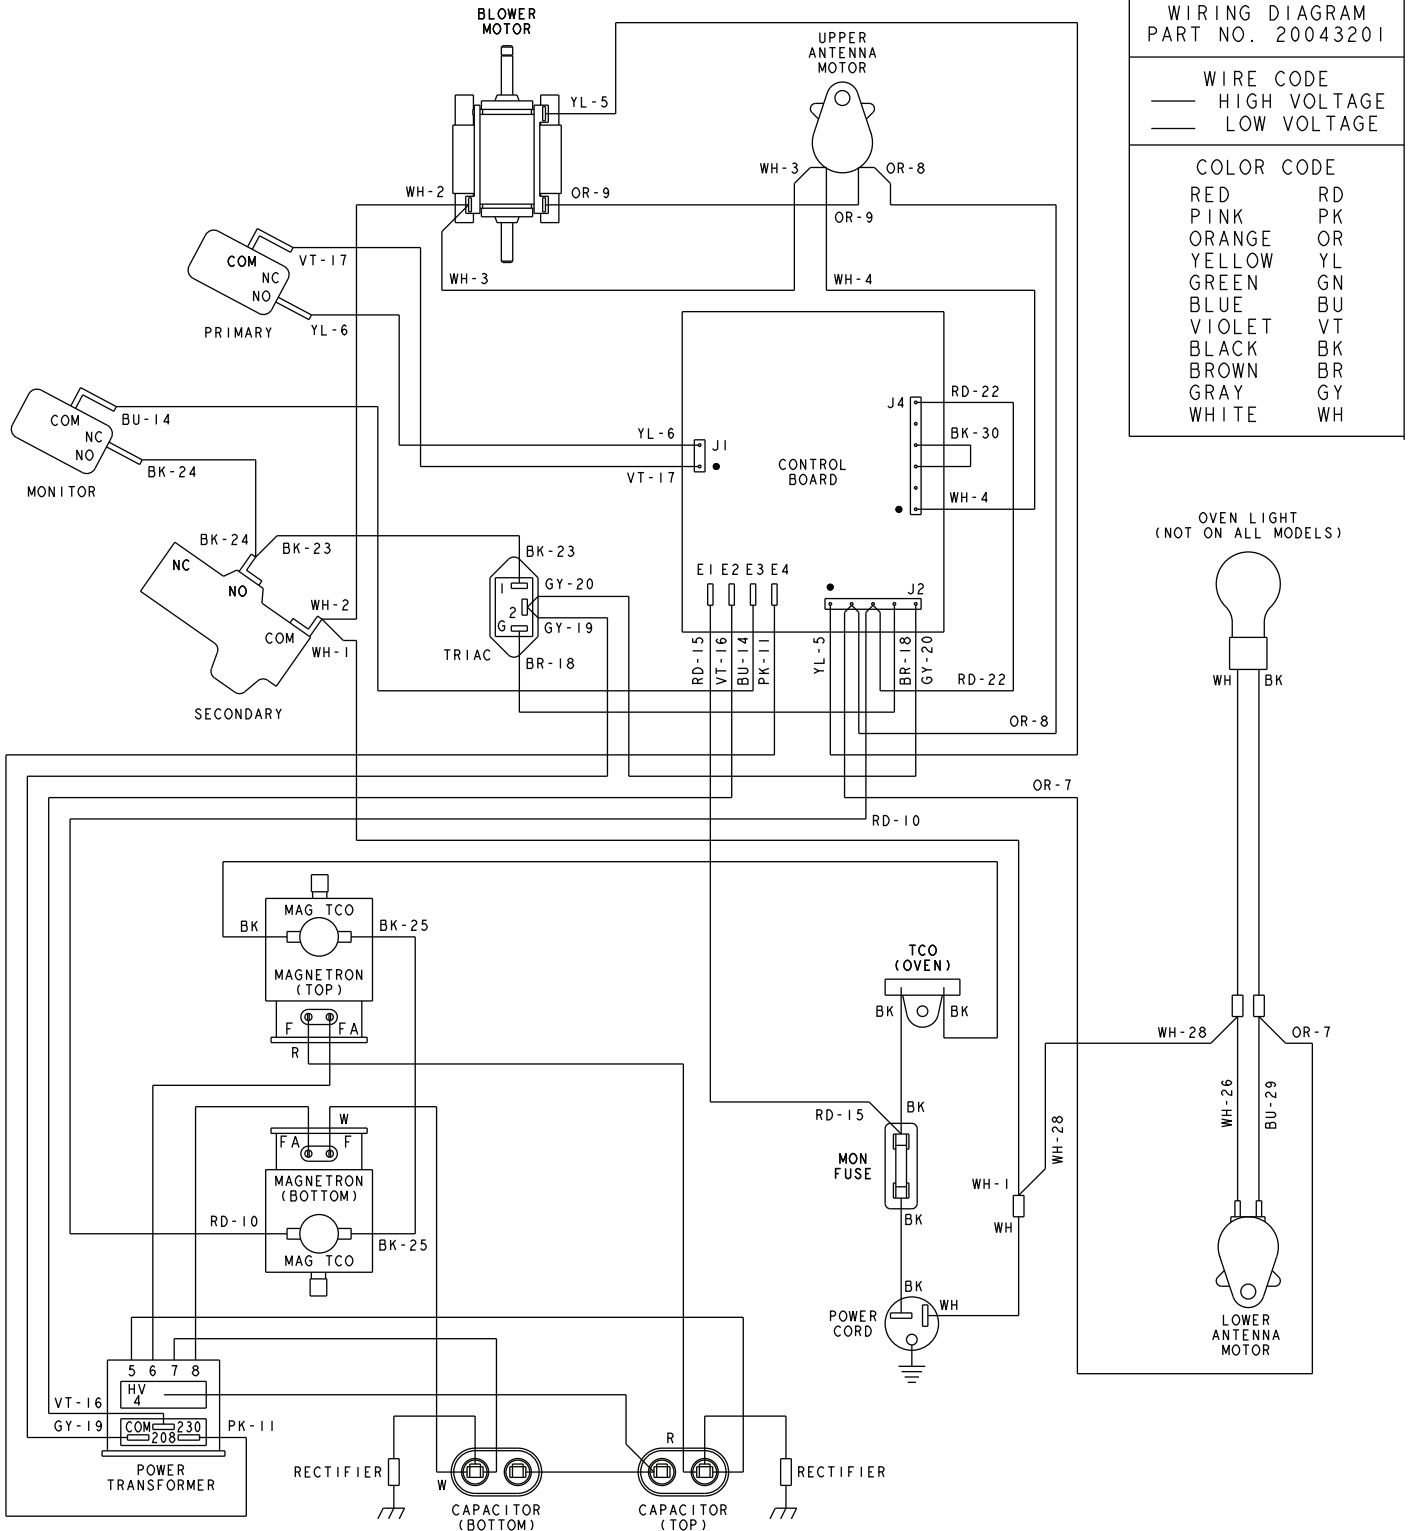 BLOWER
MOTOR
YL-5
UPPER
ANTENNA
MOTOR
WIRING DIAGRAM
PART NO. 20043201
WIRE CODE
HIGH VOLTAGE
LOW VOLTAGE
COLOR CODE
RED RD
PINK PK
ORANGE OR
YELLOW YL
GREEN GN
BLUE BU
VIOLET VT
BLACK BK
BROWN BR
GRAY GY
WHITE WH
WH-3
OR-8
WH-2
OR-9
OR-9
COM
NC
NO
VT-17
WH-3
WH-4
YL-6
PRIMARY
COM
NC
NO
BU-14
BK-24
MONITOR
J4
RD-22
BK-30
WH-4
YL-6
J1
VT-17
CONTROL
BOARD
OVEN LIGHT
(NOT ON ALL MODELS)
BK-24
BK-23
NC
NO
COM
WH-2
WH-1
SECONDARY
BK-23
GY-20
1
2
G
GY-19
TRIAC
BR-18
E1 E2 E3 E4
J2
RD-15
VT-16
BU-14
PK-11
YL-5
BR-18
GY-20
RD-22
OR-8
WH BK
OR-7
RD-10
MAG TCO
BK
BK-25
MAGNETRON
(TOP)
F FA
R
TCO
(OVEN)
BK BK
WH-28
OR-7
WH-26
BU-29
RD-15
BK
W
FA F
MAGNETRON
(BOTTOM)
RD-10
MAG TCO
BK-25
MON
FUSE
BK
WH-28
WH-1
WH
BK
WH
POWER
CORD
LOWER
ANTENNA
MOTOR
5 6 7 8
HV
4
VT-16
COM 230
208
GY-19
PK-11
POWER
TRANSFORMER
RECTIFIER
W
CAPACITOR
(BOTTOM)
R
CAPACITOR
(TOP)
RECTIFIER